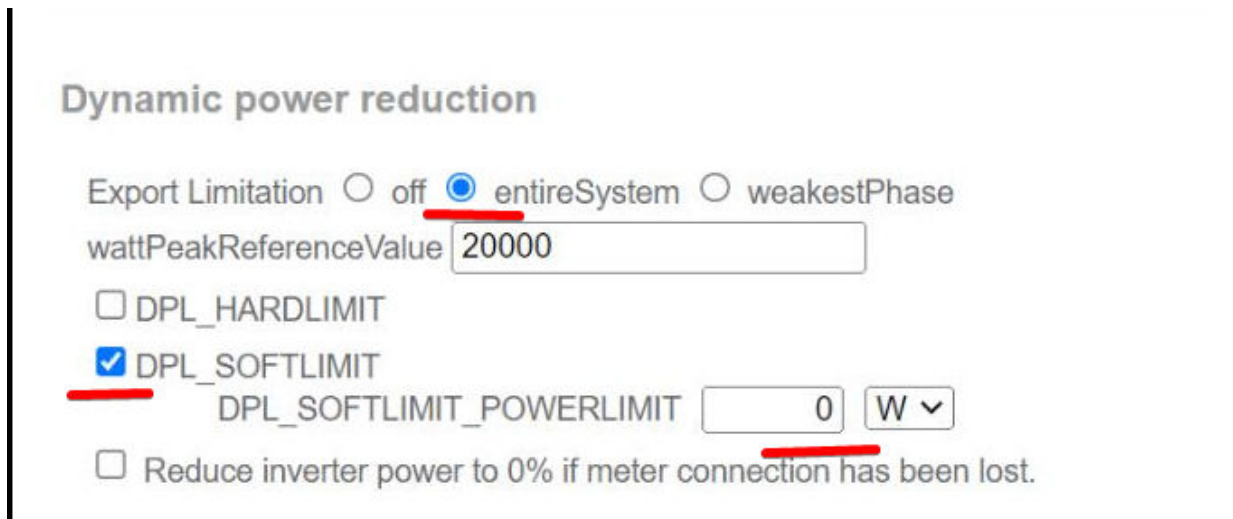 Dynamic power reduction
Export Limitation off entireSystem weakestPhase
wattPeakReferenceValue 20000
DPL_HARDLIMIT
DPL_SOFTLIMIT
DPL_SOFTLIMIT_POWERLIMIT 0 W
Reduce inverter power to 0% if meter connection has been lost.